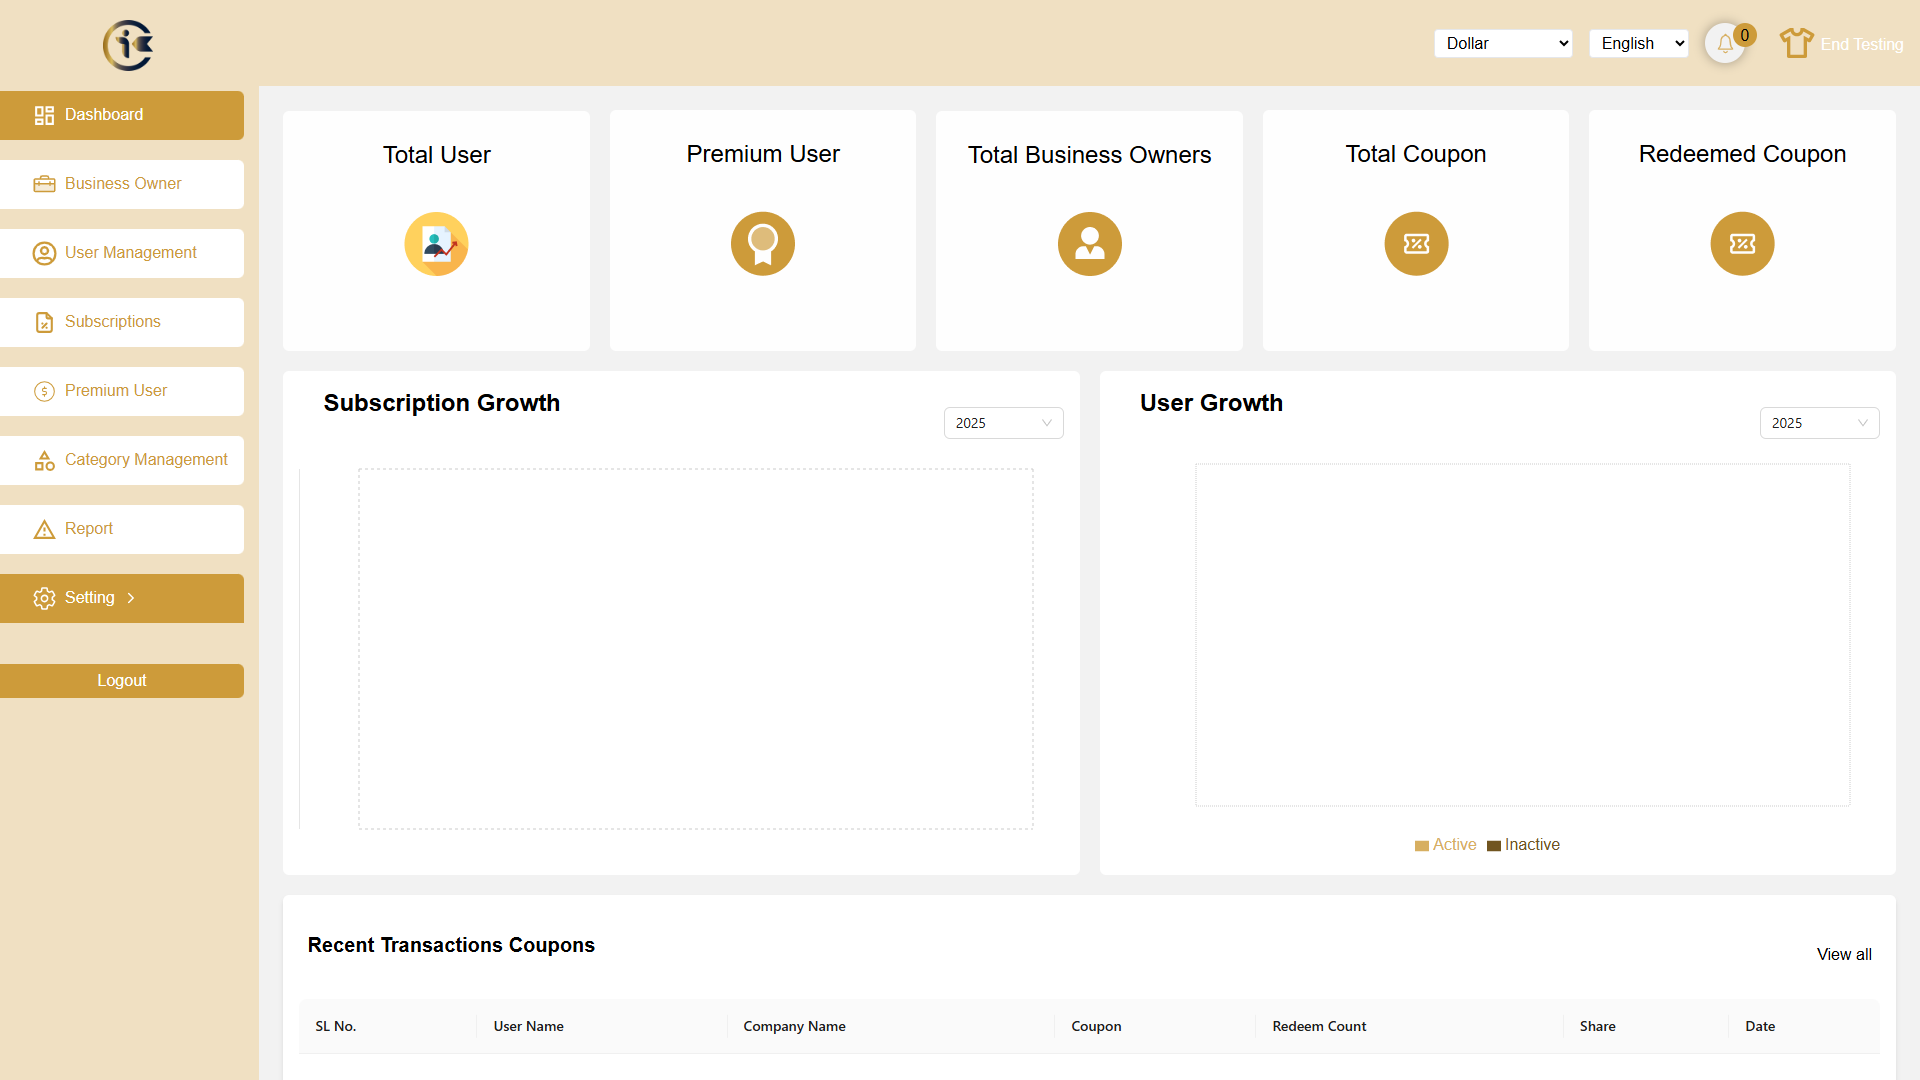 Dollar
English
0
End Testing
Dashboard
Business Owner
User Management
Subscriptions
Premium User
Category Management
Report
Setting
Logout
Total User
Premium User
Total Business Owners
Total Coupon
Redeemed Coupon
Subscription Growth
2025
User Growth
2025
Active
Inactive
Recent Transactions Coupons
View all
SL No.
User Name
Company Name
Coupon
Redeem Count
Share
Date